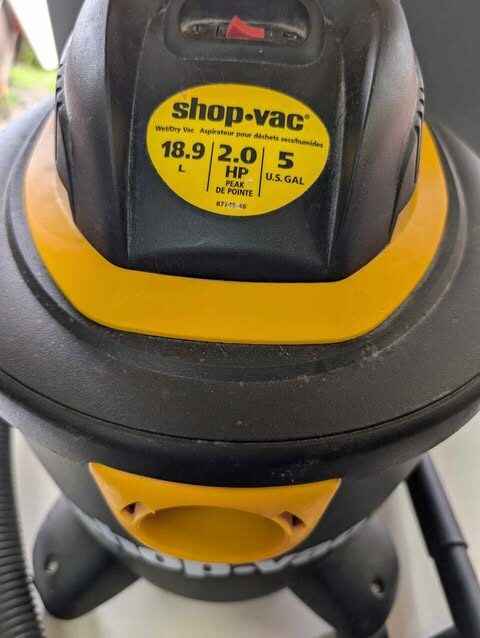 shop•vac®
Wet/Dry Vac Aspirateur pour déchets secs/humides
18.9 2.0 5
L HP U.S. GAL
PEAK
DE POINTE
shop•vac